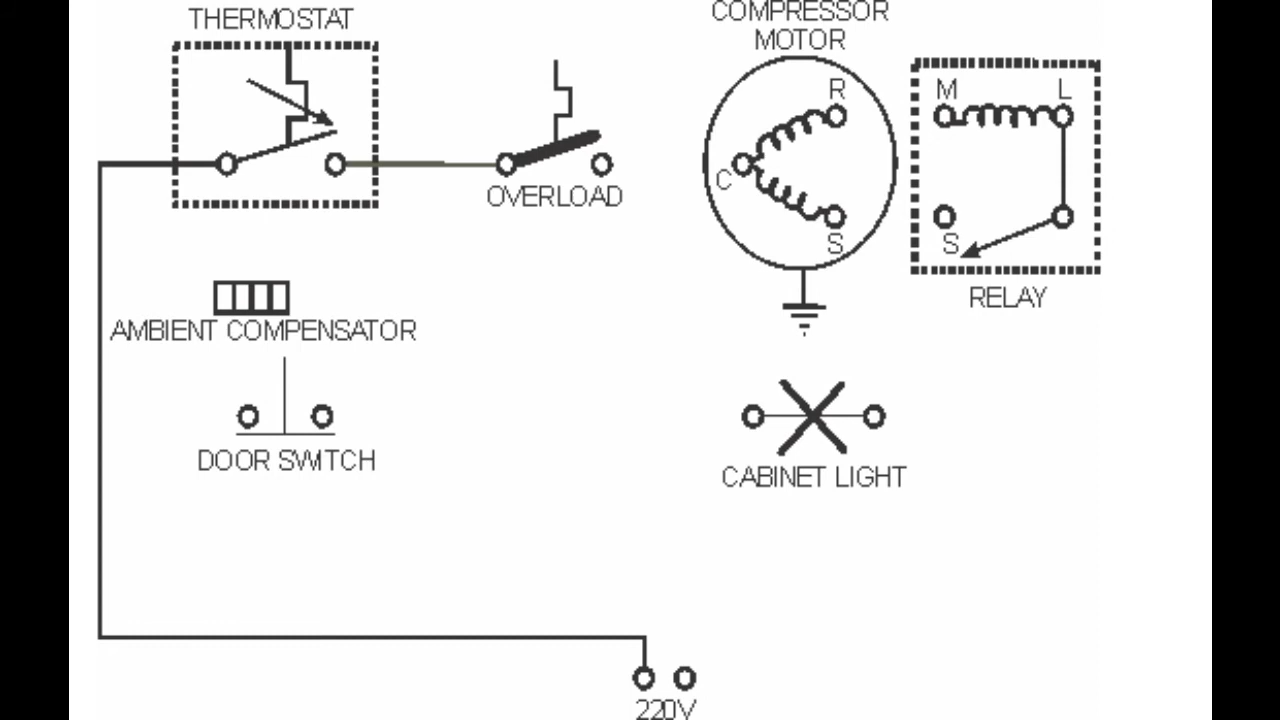 THERMOSTAT
COMPRESSOR
MOTOR
R
C
S
M L
S
OVERLOAD
RELAY
AMBIENT COMPENSATOR
DOOR SWITCH
CABINET LIGHT
220V